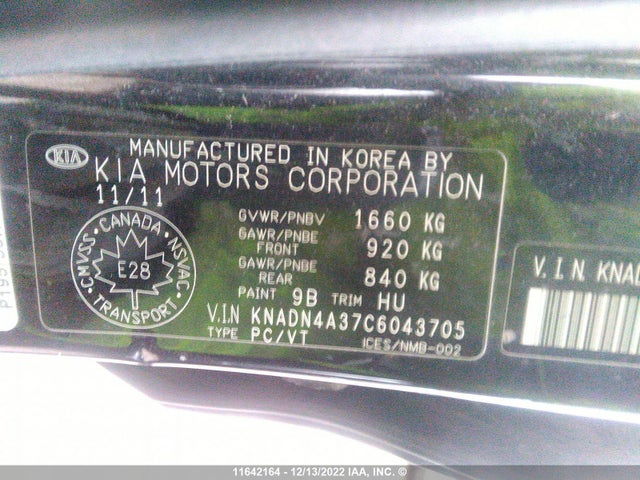 KIA
MANUFACTURED IN KOREA BY
KIA MOTORS CORPORATION
11/11
GVWR/PNBV 1660 KG
GAWR/PNBE FRONT 920 KG
GAWR/PNBE REAR 840 KG
PAINT 9B TRIM HU
V.I.N KNADN4A37C6043705
TYPE PC/VT
ICES/NMB-002
CANADA
CMVSS NSVAC
E28
TRANSPORT
V.I.N. KNA
11642164 - 12/13/2022 IAA, Inc.©